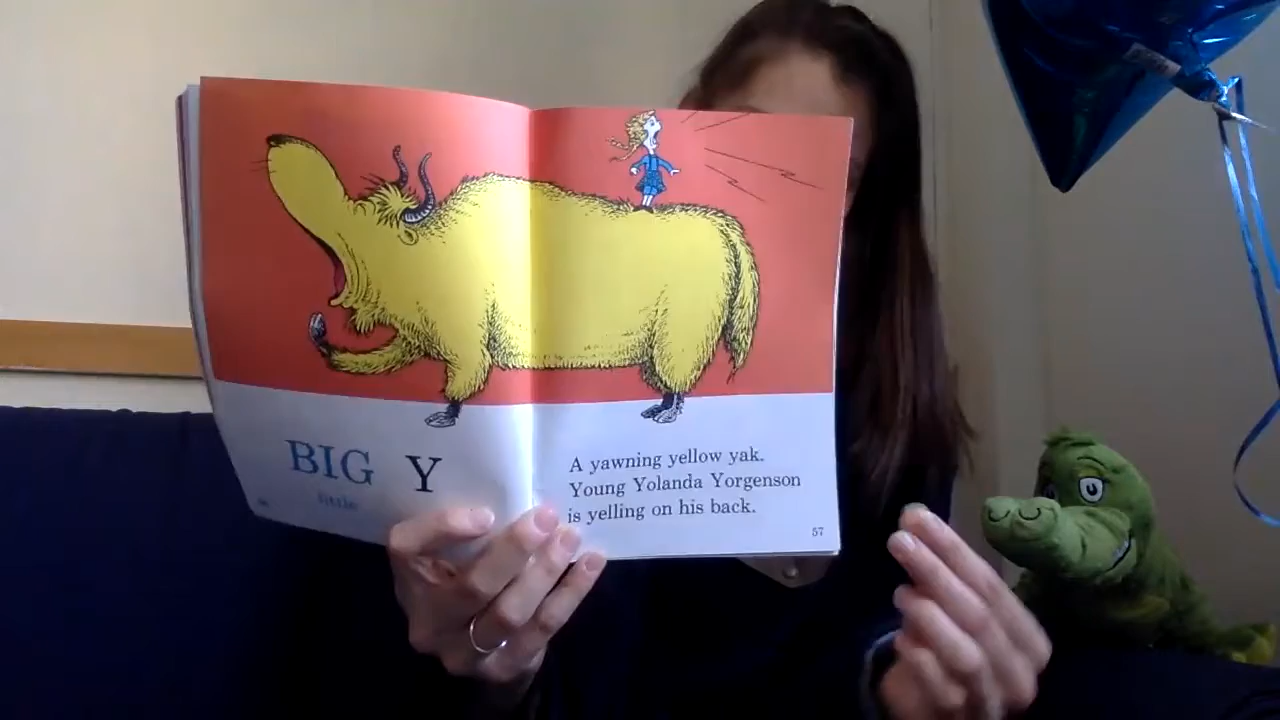 BIG Y
little
A yawning yellow yak.
Young Yolanda Yorgenson
is yelling on his back.
57